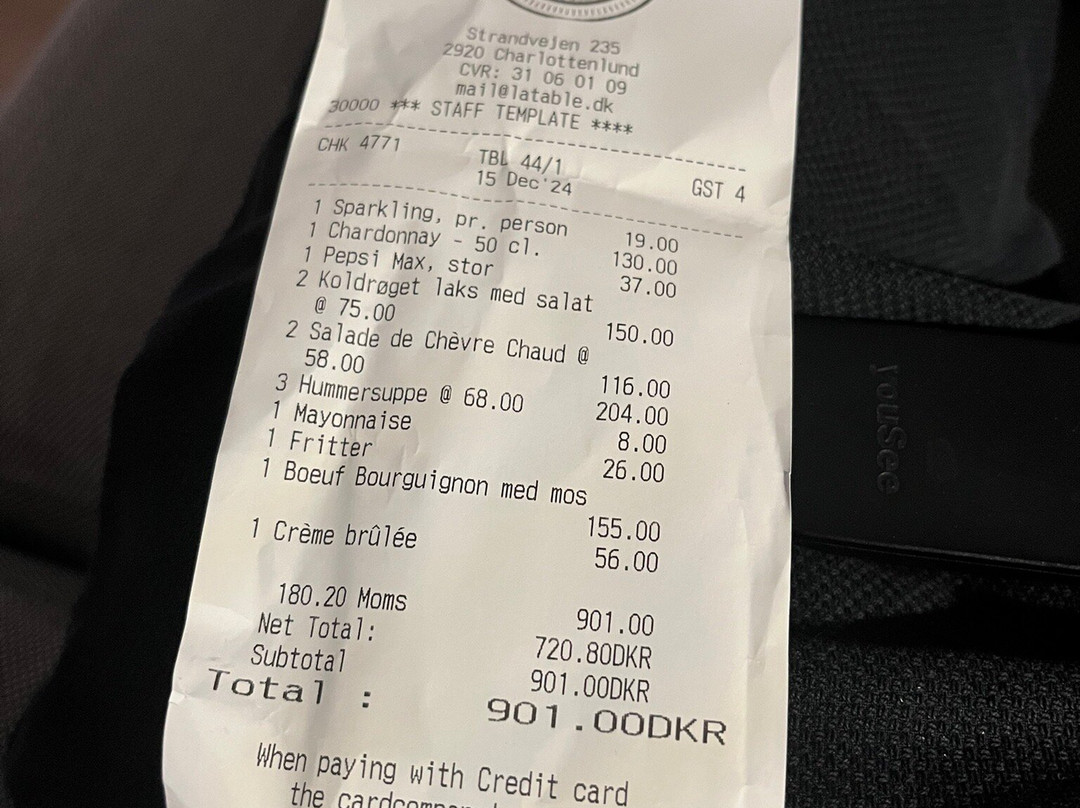 Strandvejen 235
2920 Charlottenlund
CVR: 31 06 01 09
mail@latable.dk
30000 *** STAFF TEMPLATE ****
CHK 4771 TBL 44/1 GST 4
15 Dec'24
1 Sparkling, pr. person 19.00
1 Chardonnay - 50 cl. 130.00
1 Pepsi Max, stor 37.00
2 Koldrøget laks med salat
@ 75.00 150.00
2 Salade de Chèvre Chaud @
58.00 116.00
3 Hummersuppe @ 68.00 204.00
1 Mayonnaise 8.00
1 Fritter 26.00
1 Boeuf Bourguignon med mos
155.00
1 Crème brûlée 56.00
180.20 Moms 901.00
Net Total: 720.80DKR
Subtotal 901.00DKR
Total : 901.00DKR
When paying with Credit card
the
youSee